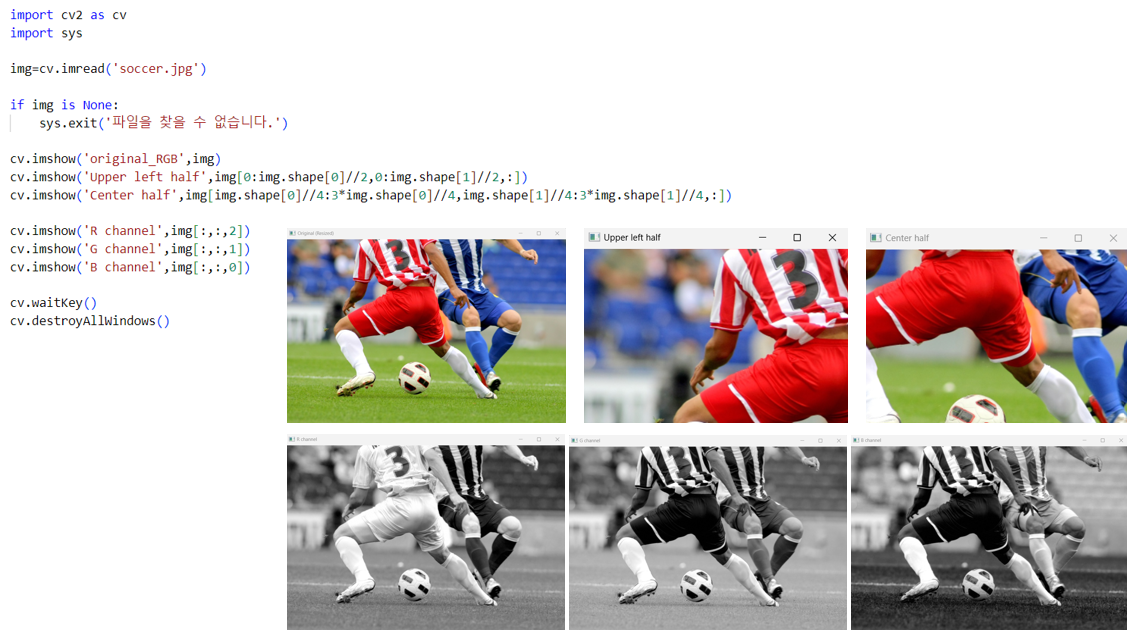 import cv2 as cv
import sys
img=cv.imread('soccer.jpg')
if img is None:
    sys.exit('파일을 찾을 수 없습니다.')
cv.imshow('original_RGB',img)
cv.imshow('Upper left half',img[0:img.shape[0]//2,0:img.shape[1]//2,:])
cv.imshow('Center half',img[img.shape[0]//4:3*img.shape[0]//4,img.shape[1]//4:3*img.shape[1]//4,:])
cv.imshow('R channel',img[:,:,2])
cv.imshow('G channel',img[:,:,1])
cv.imshow('B channel',img[:,:,0])
cv.waitKey()
cv.destroyAllWindows()
Original (Resized)
3
Upper left half
3
Center half
R channel
3
G channel
3
B channel
3